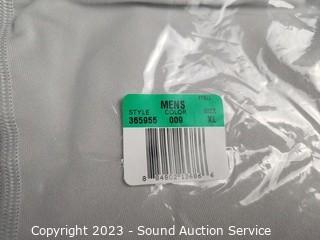 MENS
STYLE COLOR SIZE
365955 009 XL
Copyright 2023 - Sound Auction Service